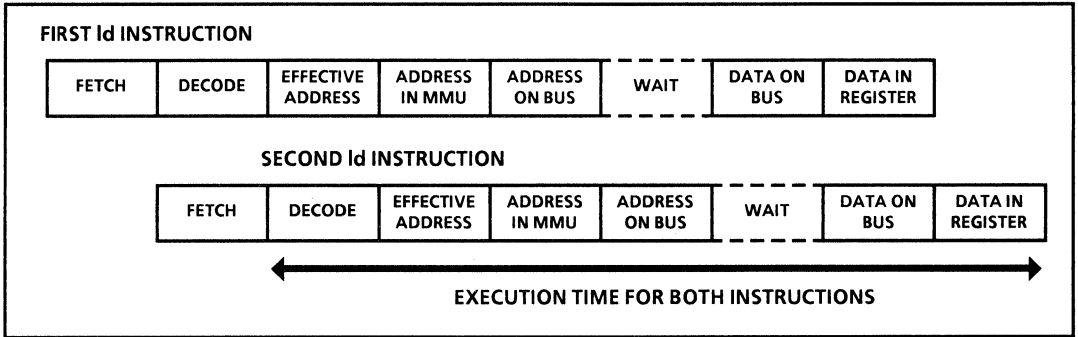 FIRST ld INSTRUCTION
FETCH
DECODE
EFFECTIVE
ADDRESS
ADDRESS
IN MMU
ADDRESS
ON BUS
WAIT
DATA ON
BUS
DATA IN
REGISTER
SECOND ld INSTRUCTION
FETCH
DECODE
EFFECTIVE
ADDRESS
ADDRESS
IN MMU
ADDRESS
ON BUS
WAIT
DATA ON
BUS
DATA IN
REGISTER
EXECUTION TIME FOR BOTH INSTRUCTIONS